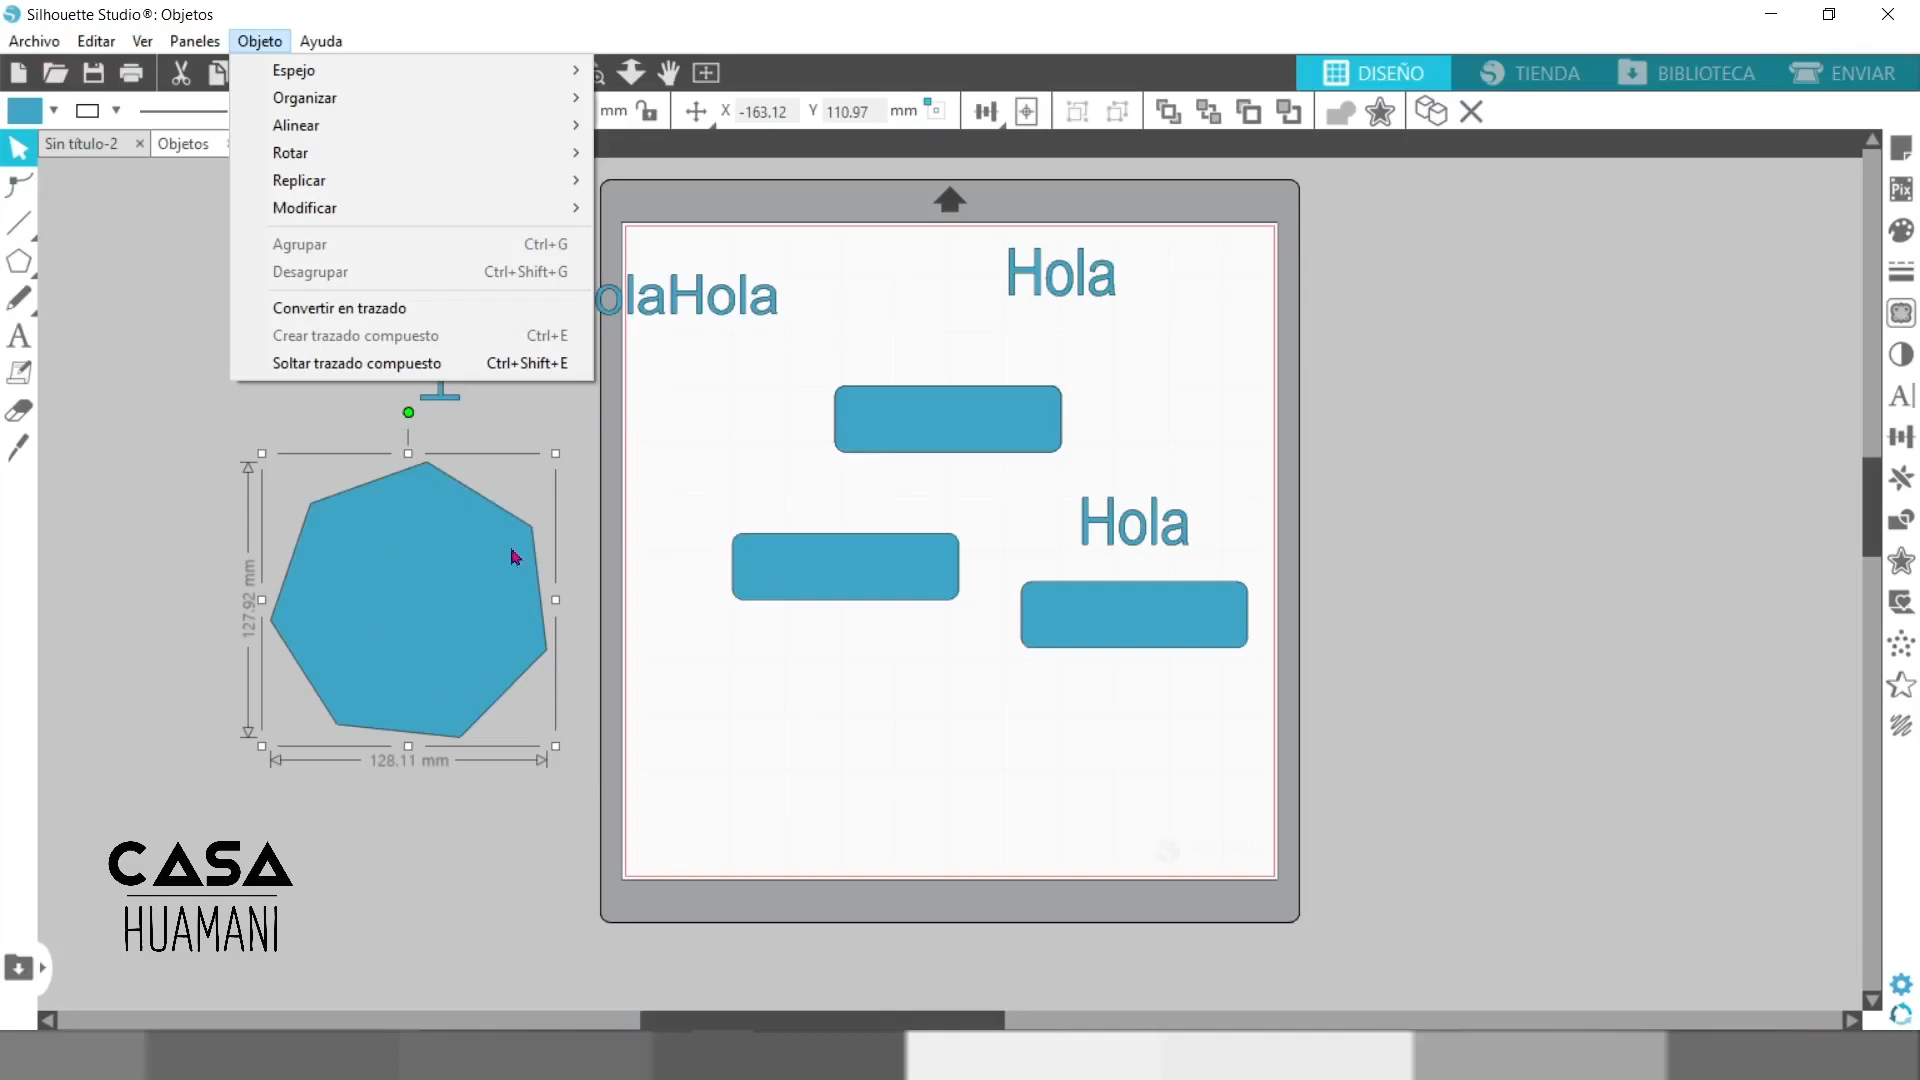 Silhouette Studio®: Objetos
Archivo Editar Ver Paneles Objeto Ayuda
DISEÑO TIENDA BIBLIOTECA ENVIAR
mm X -163.12 Y 110.97 mm
Sin título-2 Objetos
Espejo
Organizar
Alinear
Rotar
Replicar
Modificar
Agrupar Ctrl+G
Desagrupar Ctrl+Shift+G
Convertir en trazado
Crear trazado compuesto Ctrl+E
Soltar trazado compuesto Ctrl+Shift+E
Pix
A
A
olaHola
Hola
Hola
127.92 mm
128.11 mm
CASA
HUAMANI